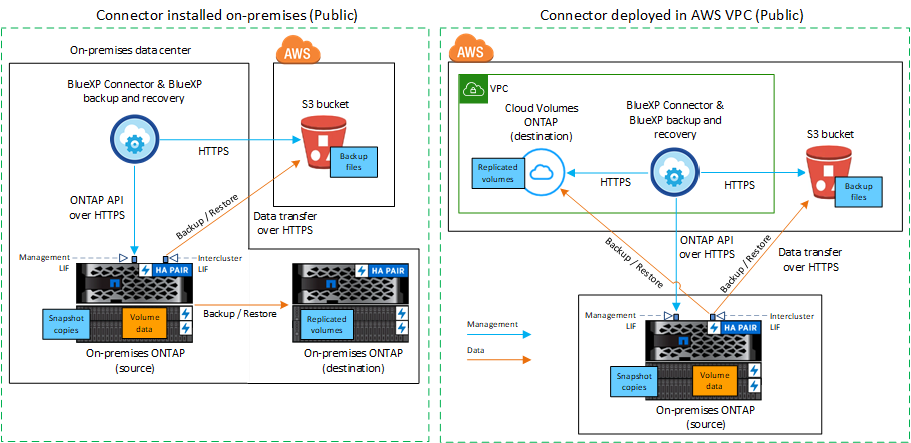 Connector installed on-premises (Public)
On-premises data center
AWS
BlueXP Connector & BlueXP
backup and recovery
S3 bucket
HTTPS
Backup
files
ONTAP API
over HTTPS
Backup / Restore
Data transfer
over HTTPS
Management
LIF
Intercluster
LIF
HA PAIR
HA PAIR
Snapshot
copies
Volume
data
Backup / Restore
Replicated
volumes
On-premises ONTAP
(source)
On-premises ONTAP
(destination)
Connector deployed in AWS VPC (Public)
AWS
VPC
Cloud Volumes
ONTAP
(destination)
BlueXP Connector &
BlueXP backup and
recovery
S3 bucket
Replicated
volumes
HTTPS
HTTPS
Backup
files
ONTAP API
over HTTPS
Backup / Restore
Backup / Restore
Data transfer
over HTTPS
Management
Data
Management
LIF
Intercluster
LIF
HA PAIR
Snapshot
copies
Volume
data
On-premises ONTAP
(source)